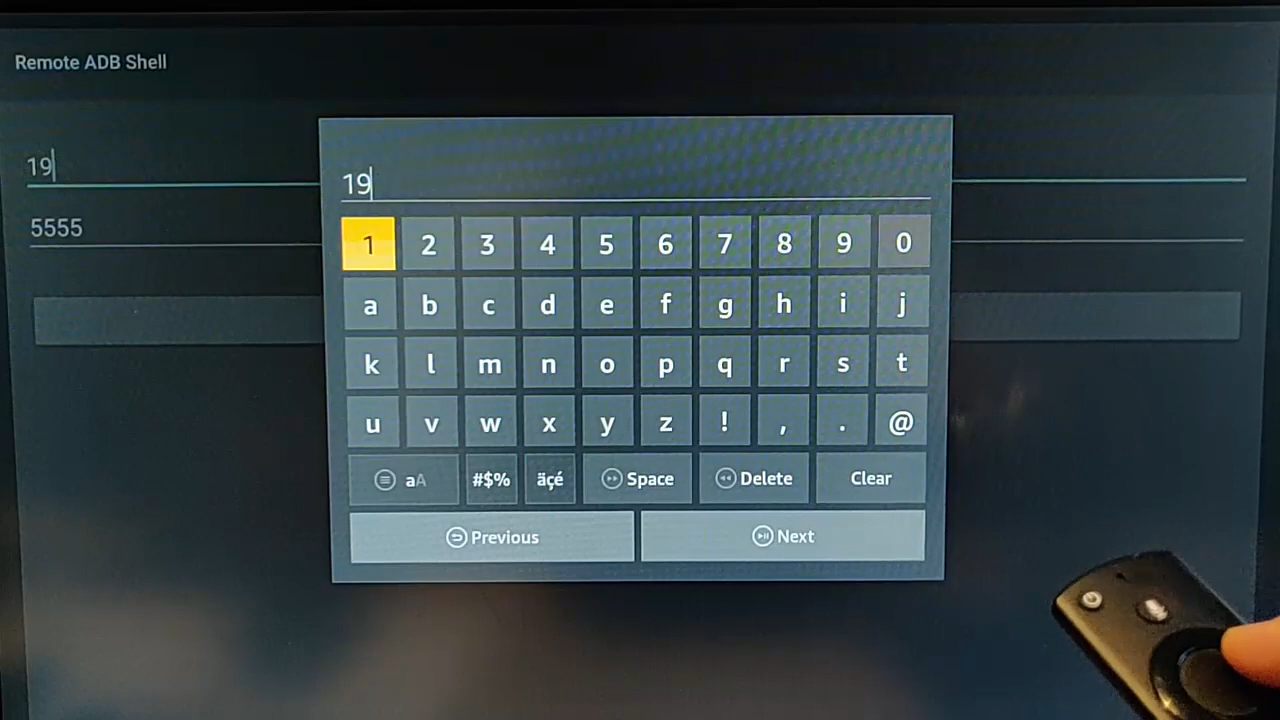 Remote ADB Shell
19
5555
19
1 2 3 4 5 6 7 8 9 0
a b c d e f g h i j
k l m n o p q r s t
u v w x y z ! , . @
aA #$% äçé Space Delete Clear
Previous Next